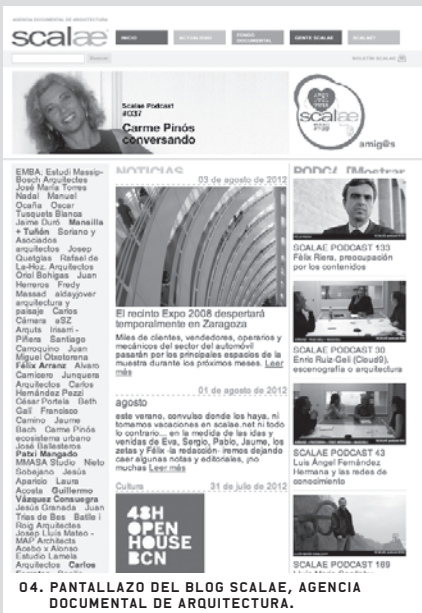 AGENCIA DOCUMENTAL DE ARQUITECTURA
scalae
INICIO
ACTUALIDAD
FONDO
DOCUMENTAL
GENTE SCALAE
SCALAE
Buscar
BOLETÍN SCALAE
Scalae Podcast
#037
Carme Pinós
conversando
scalae
amig@s
EMBA: Estudi Massip-
Bosch Arquitectes
José María Torres
Nadal Manuel
Ocaña Oscar
Tusquets Blanca
Jaime Duró Mansilla
+ Tuñón Soriano y
Asociados
arquitectos Josep
Quetglas Rafael de
La-Hoz. Arquitectos
Oriol Bohigas Juan
Herreros Fredy
Massad aldayjover
arquitectura y
paisaje Carlos
Cámara aSZ
Arquts Irisarri -
Piñera Santiago
Carroquino Juan
Miguel Otxotorena
Félix Arranz Alvaro
Carnicero Junquera
Arquitectos Carlos
Hernández Pezzi
César Portela Beth
Galí Francisco
Camino Jaume
Bach Carme Pinós
ecosistema urbano
José Ballesteros
Patxi Mangado
MMASA Studio Nieto
Sobejano Jesús
Aparicio Laura
Acosta Guillermo
Vázquez Consuegra
Jesús Granada Juan
Trias de Bes Batlle i
Roig Arquitectos
Josep Lluis Mateo -
MAP Architects
Acebo x Alonso
Estudio Lamela
Arquitectos Carlos
NOTICIAS
03 de agosto de 2012
El recinto Expo 2008 despertará
temporalmente en Zaragoza
Miles de clientes, vendedores, operarios y
mecánicos del sector del automóvil
pasarán por los principales espacios de la
muestra durante los próximos meses. Leer
más
01 de agosto de 2012
agosto
este verano, convulso donde los haya, ni
tomamos vacaciones en scalae.net ni todo
lo contrario... en la medida de las idas y
venidas de Eva, Sergio, Pablo, Jaume, los
zetas y Félix -la redacción- iremos dejando
caer algunas notas y editoriales, ¡no
muchas Leer más
Cultura 31 de julio de 2012
48H
OPEN
HOUSE
BCN
PODCA [Mostrar
SCALAE PODCAST 133
Félix Riera, preocupación
por los contenidos
SCALAE PODCAST 30
Enric Ruiz-Geli (Cloud9),
escenografía o arquitectura
SCALAE PODCAST 43
Luis Ángel Fernández
Hermana y las redes de
conocimiento
SCALAE PODCAST 169
04. PANTALLAZO DEL BLOG SCALAE, AGENCIA
DOCUMENTAL DE ARQUITECTURA.